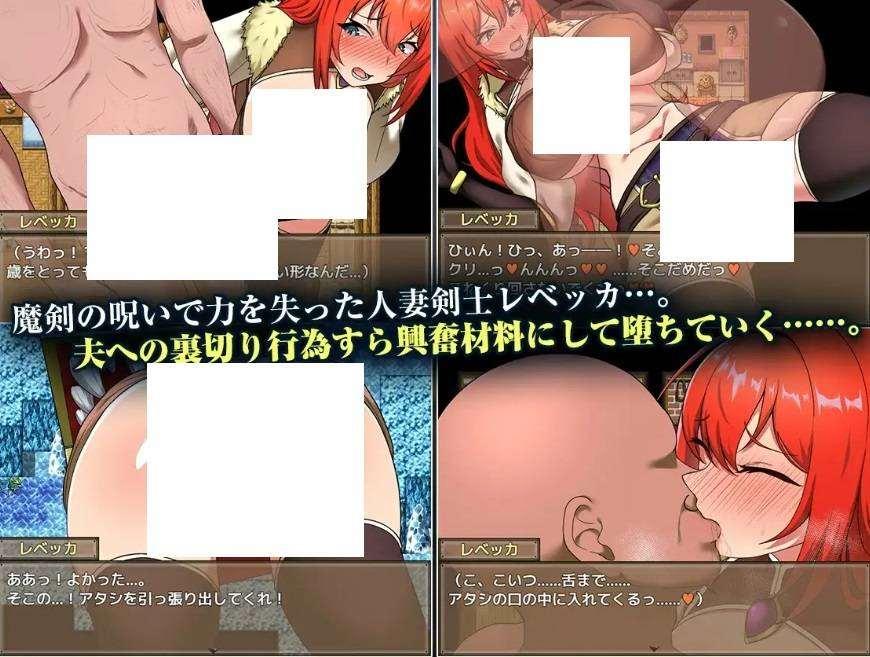 レベッカ
（うわっ！
歳をとっても
い形なんだ…）
レベッカ
ひぃん！ひっ、あっ――！♥そ
クリ…っ♥んんんっ♥♥……そこだめだっ♥
魔剣の呪いで力を失った人妻剣士レベッカ…。
夫への裏切り行為すら興奮材料にして堕ちていく……。
レベッカ
ああっ！よかった…。
そこの…！アタシを引っ張り出してくれ！
レベッカ
（こ、こいつ……舌まで……
アタシの口の中に入れてくるっ……♥）